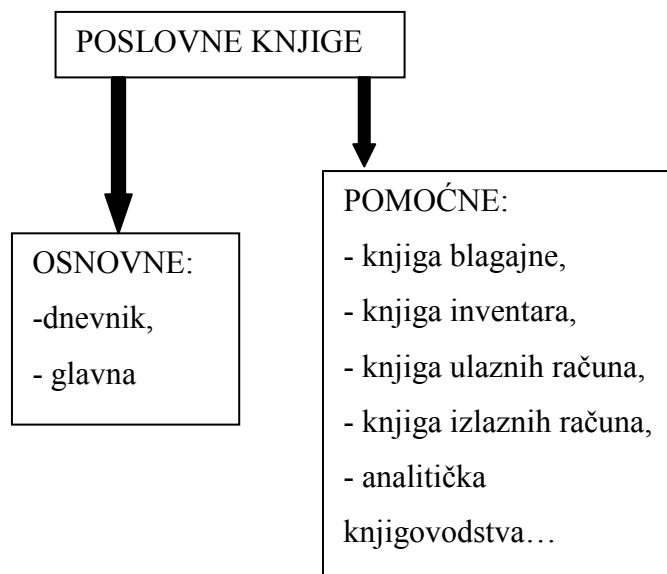 POSLOVNE KNJIGE
OSNOVNE:
-dnevnik,
- glavna
POMOĆNE:
- knjiga blagajne,
- knjiga inventara,
- knjiga ulaznih računa,
- knjiga izlaznih računa,
- analitička
knjigovodstva…